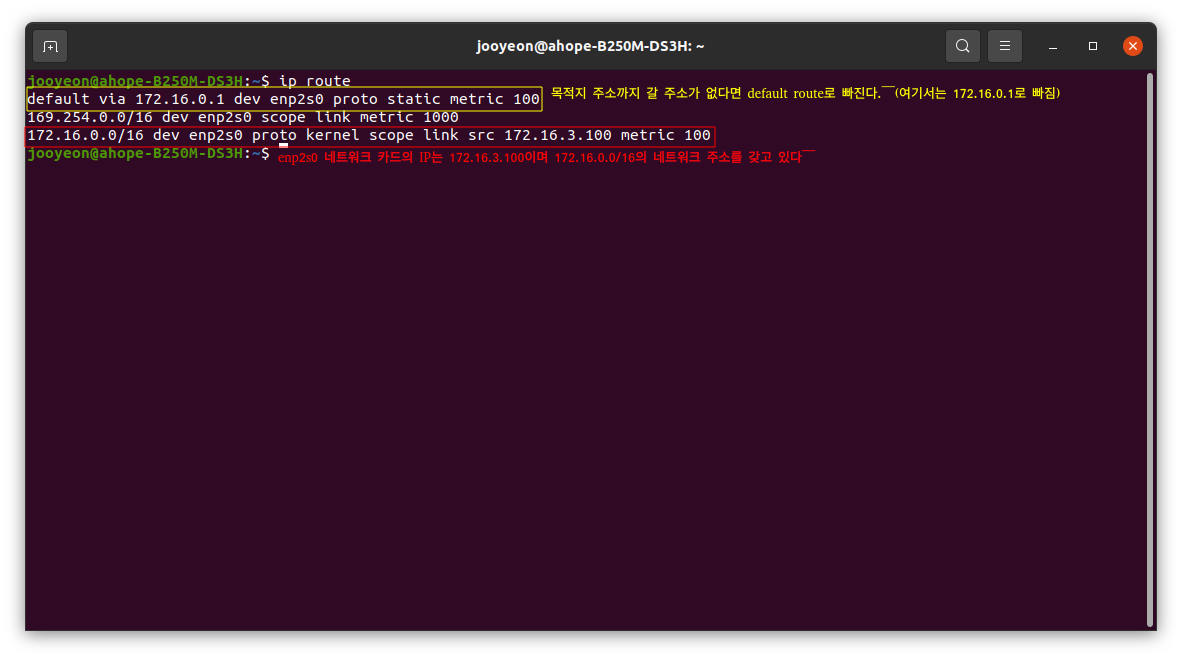 jooyeon@ahope-B250M-DS3H: ~
jooyeon@ahope-B250M-DS3H:~$ ip route
default via 172.16.0.1 dev enp2s0 proto static metric 100 목적지 주소까지 갈 주소가 없다면 default route로 빠진다.¯(여기서는 172.16.0.1로 빠짐)
169.254.0.0/16 dev enp2s0 scope link metric 1000
172.16.0.0/16 dev enp2s0 proto kernel scope link src 172.16.3.100 metric 100
jooyeon@ahope-B250M-DS3H:~$ enp2s0 네트워크 카드의 IP는 172.16.3.100이며 172.16.0.0/16의 네트워크 주소를 갖고 있다¯